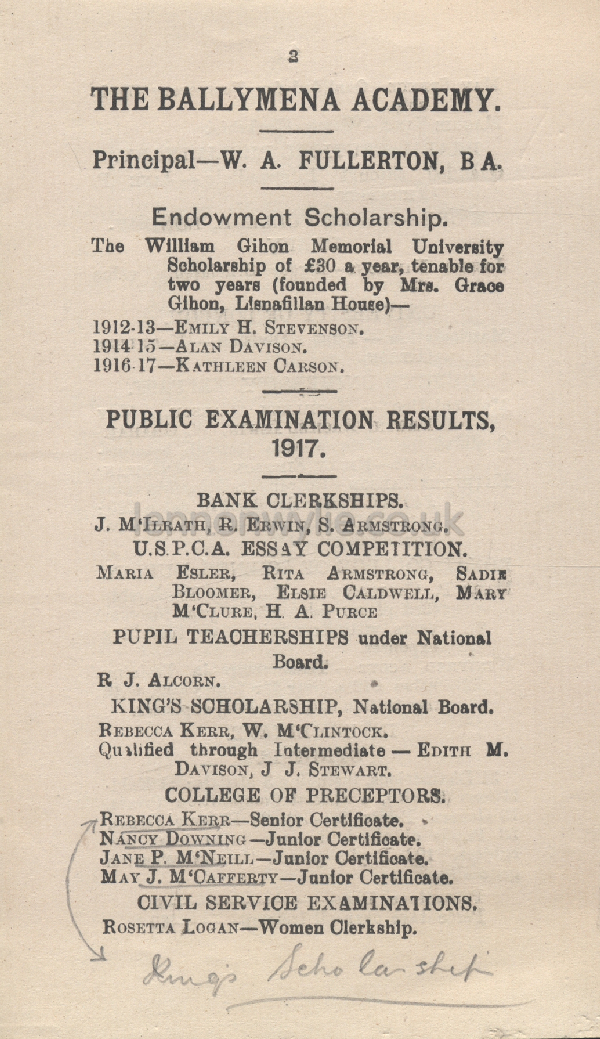 2
THE BALLYMENA ACADEMY.
Principal—W. A. FULLERTON, B A.
Endowment Scholarship.
The William Gihon Memorial University
Scholarship of £30 a year, tenable for
two years (founded by Mrs. Grace
Gihon, Lisnafillan House)—
1912-13—EMILY H. STEVENSON.
1914-15—ALAN DAVISON.
1916-17—KATHLEEN CARSON.
PUBLIC EXAMINATION RESULTS,
1917.
BANK CLERKSHIPS.
lennonwylie.co.uk
J. M'ILRATH, R. ERWIN, S. ARMSTRONG.
U.S.P.C.A. ESSAY COMPETITION.
MARIA ESLER, RITA ARMSTRONG, SADIE
BLOOMER, ELSIE CALDWELL, MARY
M'CLURE, H. A. PURCE
PUPIL TEACHERSHIPS under National
Board.
R J. ALCORN.
KING'S SCHOLARSHIP, National Board.
REBECCA KERR, W. M'CLINTOCK.
Qualified through Intermediate — EDITH M.
DAVISON, J J. STEWART.
COLLEGE OF PRECEPTORS.
REBECCA KERR—Senior Certificate.
NANCY DOWNING—Junior Certificate.
JANE P. M'NEILL—Junior Certificate.
MAY J. M'CAFFERTY—Junior Certificate.
CIVIL SERVICE EXAMINATIONS.
ROSETTA LOGAN—Women Clerkship.
King's Scholarship